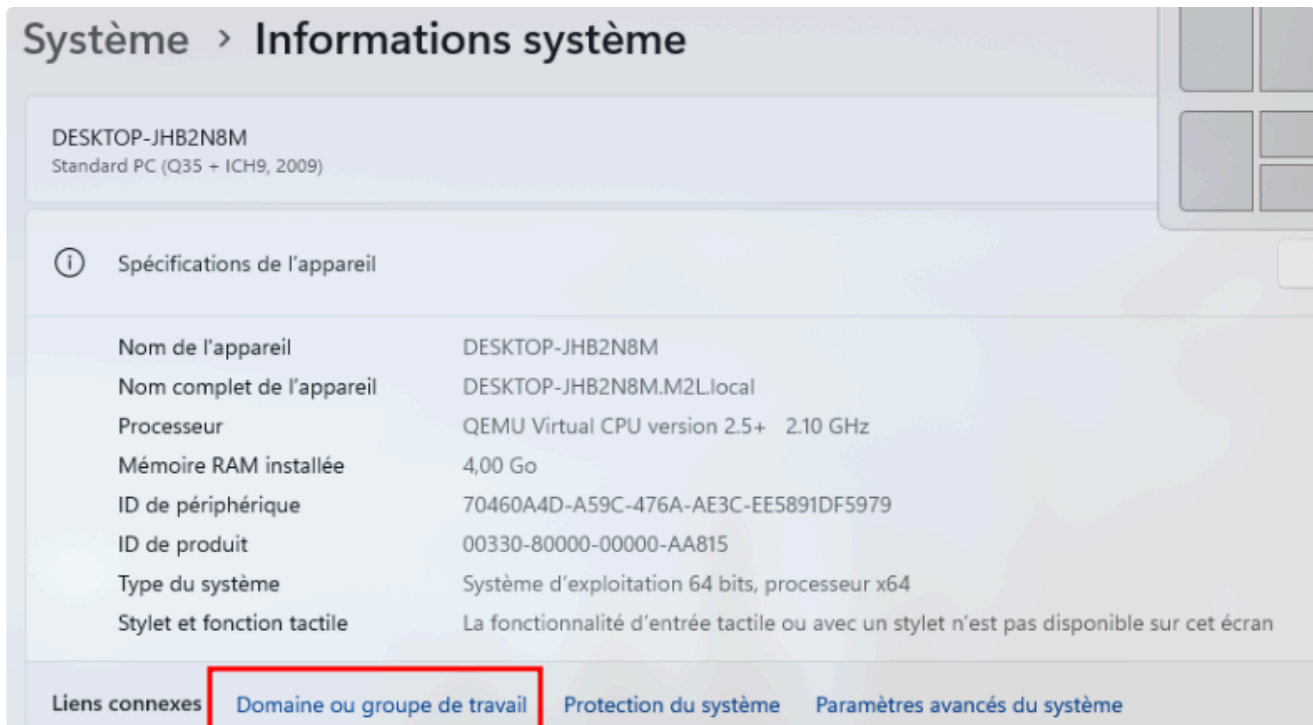 Système > Informations système
DESKTOP-JHB2N8M
Standard PC (Q35 + ICH9, 2009)
Spécifications de l'appareil
Nom de l'appareil DESKTOP-JHB2N8M
Nom complet de l'appareil DESKTOP-JHB2N8M.M2L.local
Processeur QEMU Virtual CPU version 2.5+ 2.10 GHz
Mémoire RAM installée 4,00 Go
ID de périphérique 70460A4D-A59C-476A-AE3C-EE5891DF5979
ID de produit 00330-80000-00000-AA815
Type du système Système d'exploitation 64 bits, processeur x64
Stylet et fonction tactile La fonctionnalité d'entrée tactile ou avec un stylet n'est pas disponible sur cet écran
Liens connexes Domaine ou groupe de travail Protection du système Paramètres avancés du système